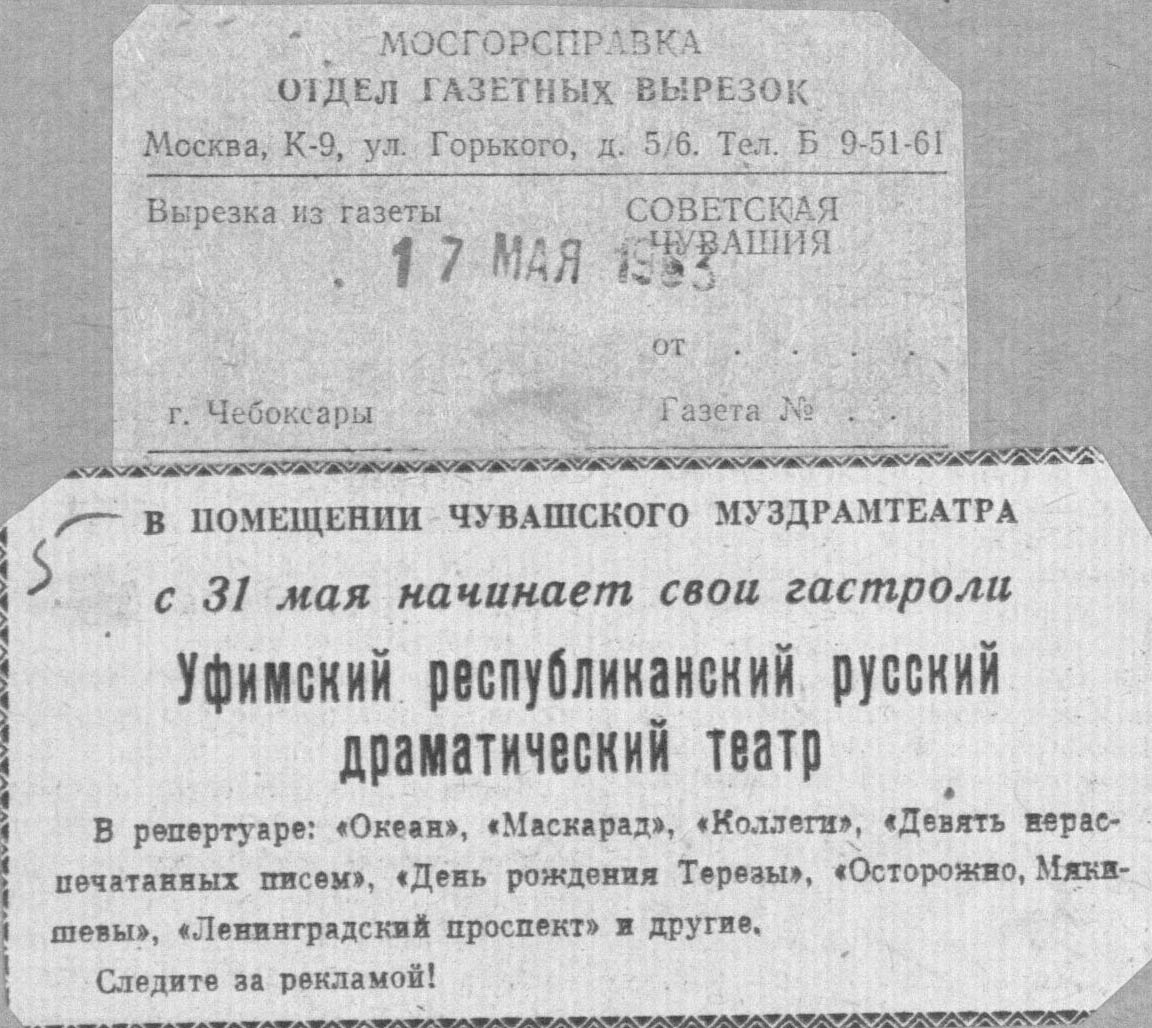 МОСГОРСПРАВКА
ОТДЕЛ ГАЗЕТНЫХ ВЫРЕЗОК
Москва, К-9, ул. Горького, д. 5/6. Тел. Б 9-51-61
Вырезка из газеты
СОВЕТСКАЯ
ЧУВАШИЯ
17 МАЯ 1963
от . . . .
г. Чебоксары
Газета № . .
В ПОМЕЩЕНИИ ЧУВАШСКОГО МУЗДРАМТЕАТРА
с 31 мая начинает свои гастроли
Уфимский республиканский русский
драматический театр
В репертуаре: «Океан», «Маскарад», «Коллеги», «Девять нерас-
печатанных писем», «День рождения Терезы», «Осторожно, Мяки-
шевы», «Ленинградский проспект» и другие.
Следите за рекламой!